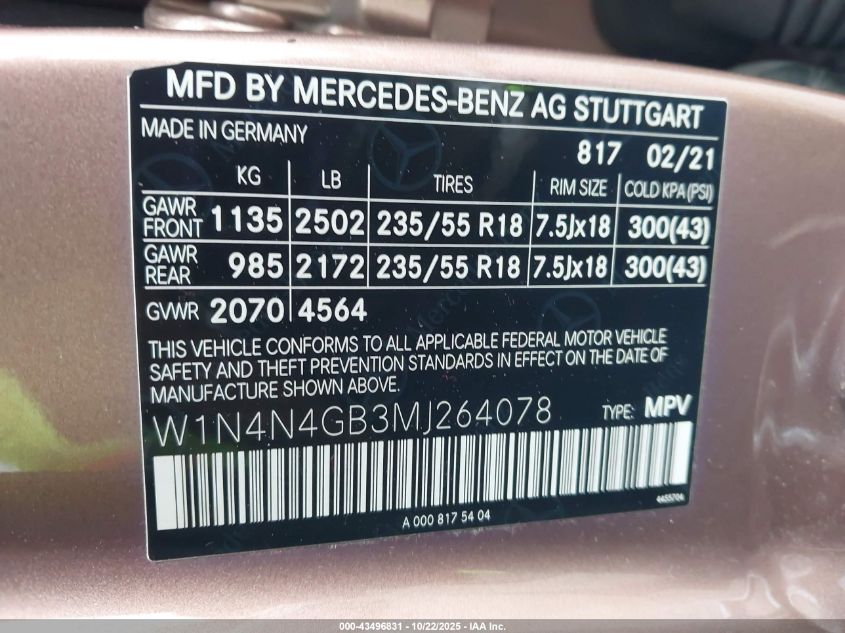 MFD BY MERCEDES-BENZ AG STUTTGART
MADE IN GERMANY
817 02/21
KG LB TIRES RIM SIZE COLD KPA (PSI)
GAWR FRONT 1135 2502 235/55 R18 7.5Jx18 300(43)
GAWR REAR 985 2172 235/55 R18 7.5Jx18 300(43)
GVWR 2070 4564
THIS VEHICLE CONFORMS TO ALL APPLICABLE FEDERAL MOTOR VEHICLE
SAFETY AND THEFT PREVENTION STANDARDS IN EFFECT ON THE DATE OF
MANUFACTURE SHOWN ABOVE.
W1N4N4GB3MJ264078 TYPE: MPV
4455704
A 000 817 54 04
000-43496831 - 10/22/2025 - IAA Inc.